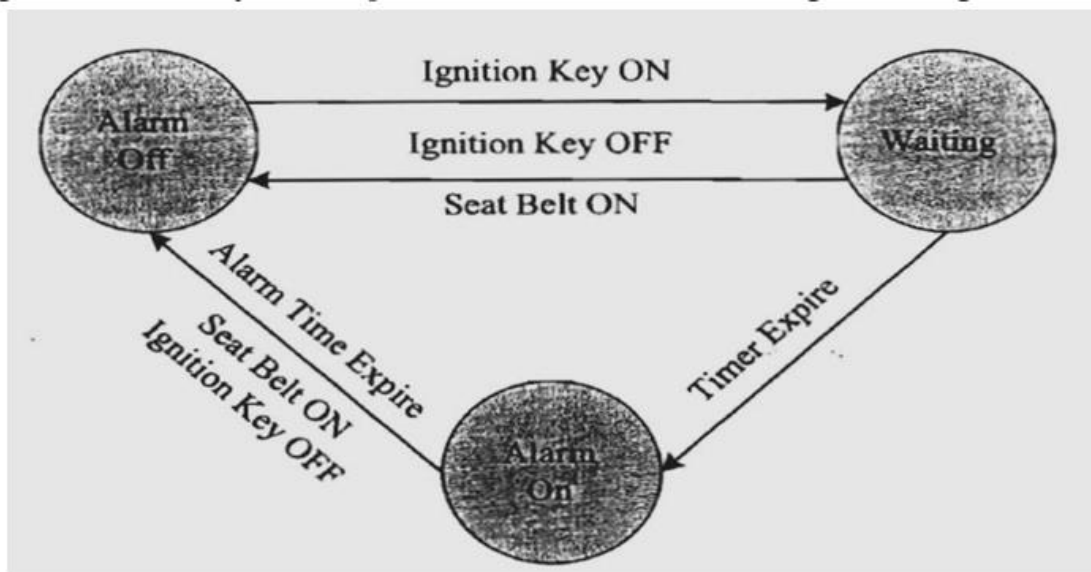 Ignition Key ON
Alarm
Off
Ignition Key OFF
Waiting
Seat Belt ON
Alarm Time Expire
Seat Belt ON
Ignition Key OFF
Timer Expire
Alarm
On